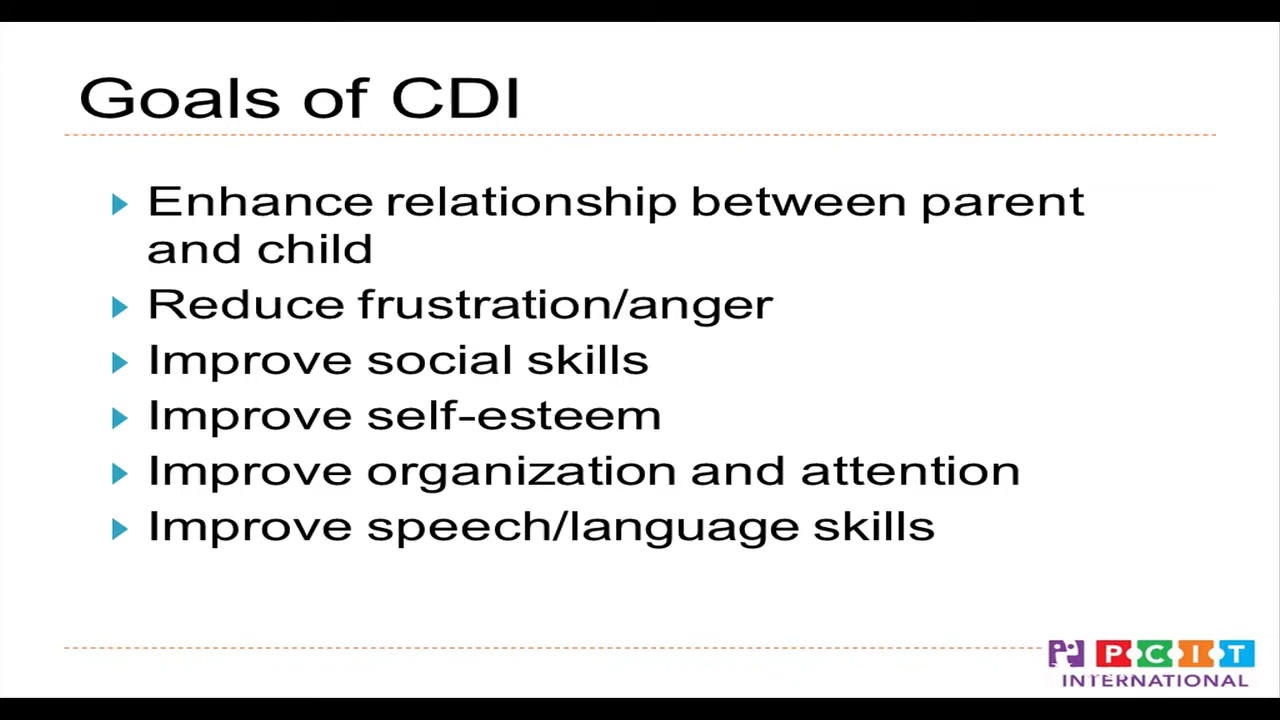 Goals of CDI
Enhance relationship between parent
and child
Reduce frustration/anger
Improve social skills
Improve self-esteem
Improve organization and attention
Improve speech/language skills
PCIT
INTERNATIONAL